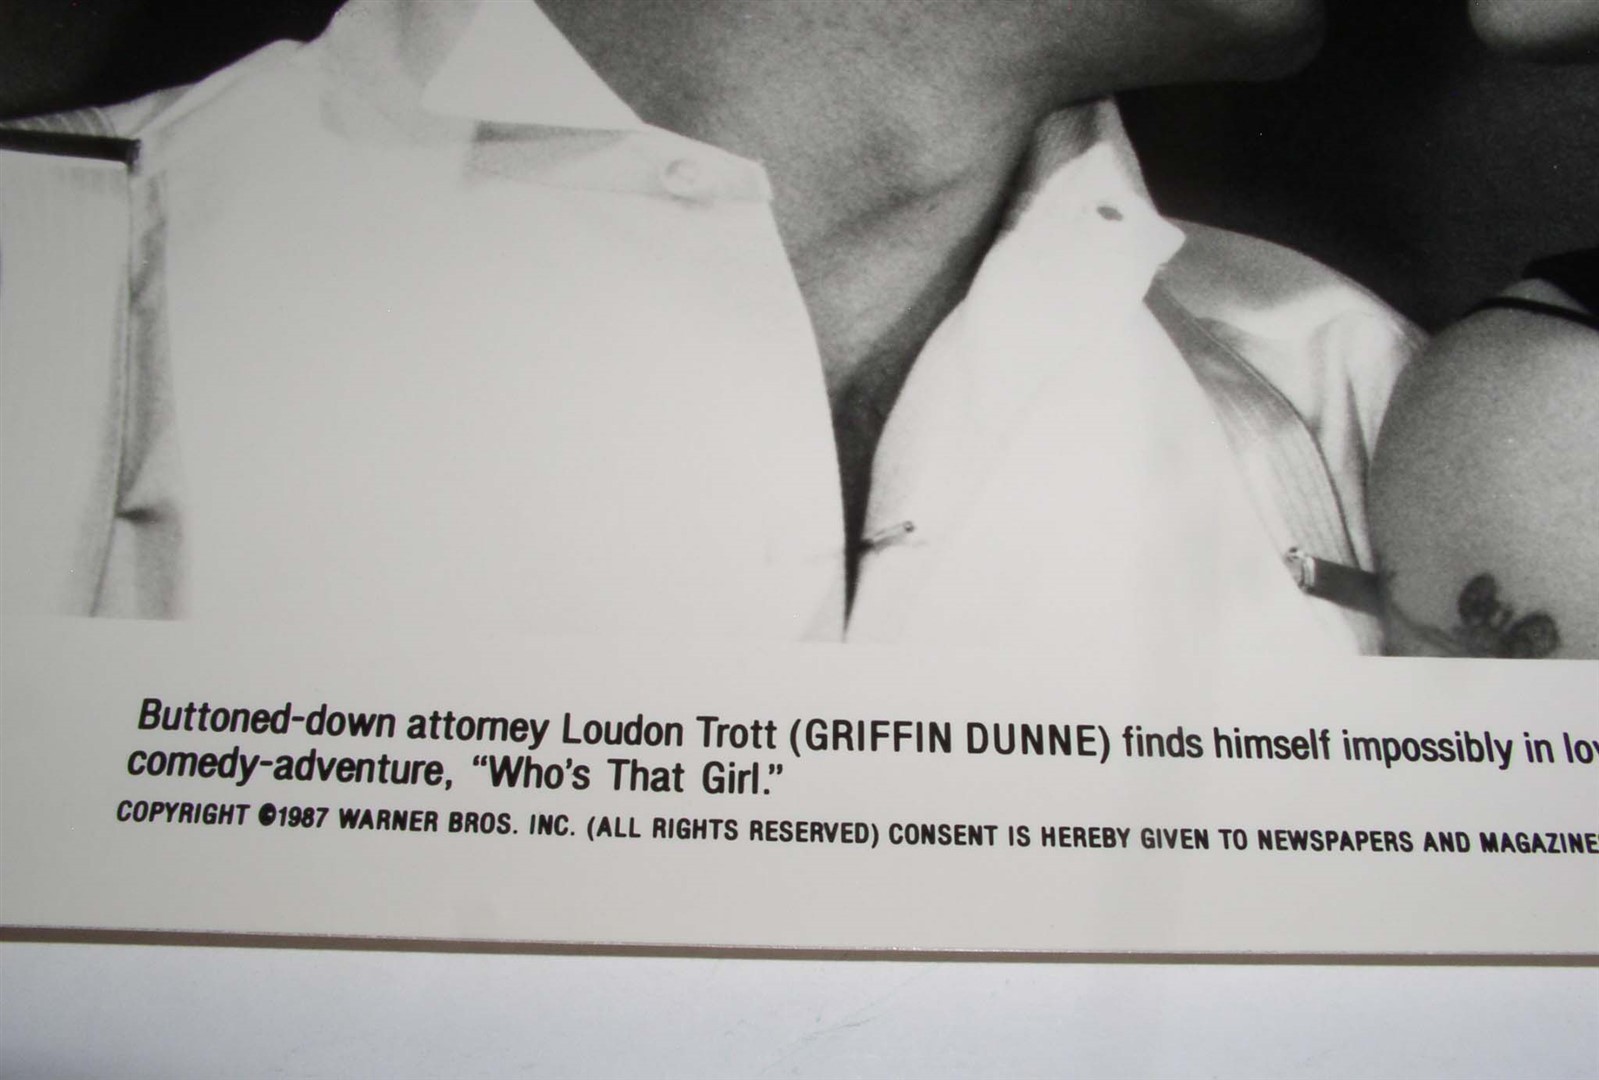 Buttoned-down attorney Loudon Trott (GRIFFIN DUNNE) finds himself impossibly in
comedy-adventure, "Who's That Girl."
COPYRIGHT ©1987 WARNER BROS. INC. (ALL RIGHTS RESERVED) CONSENT IS HEREBY GIVEN TO NEWSPAPERS AND MAGAZINE